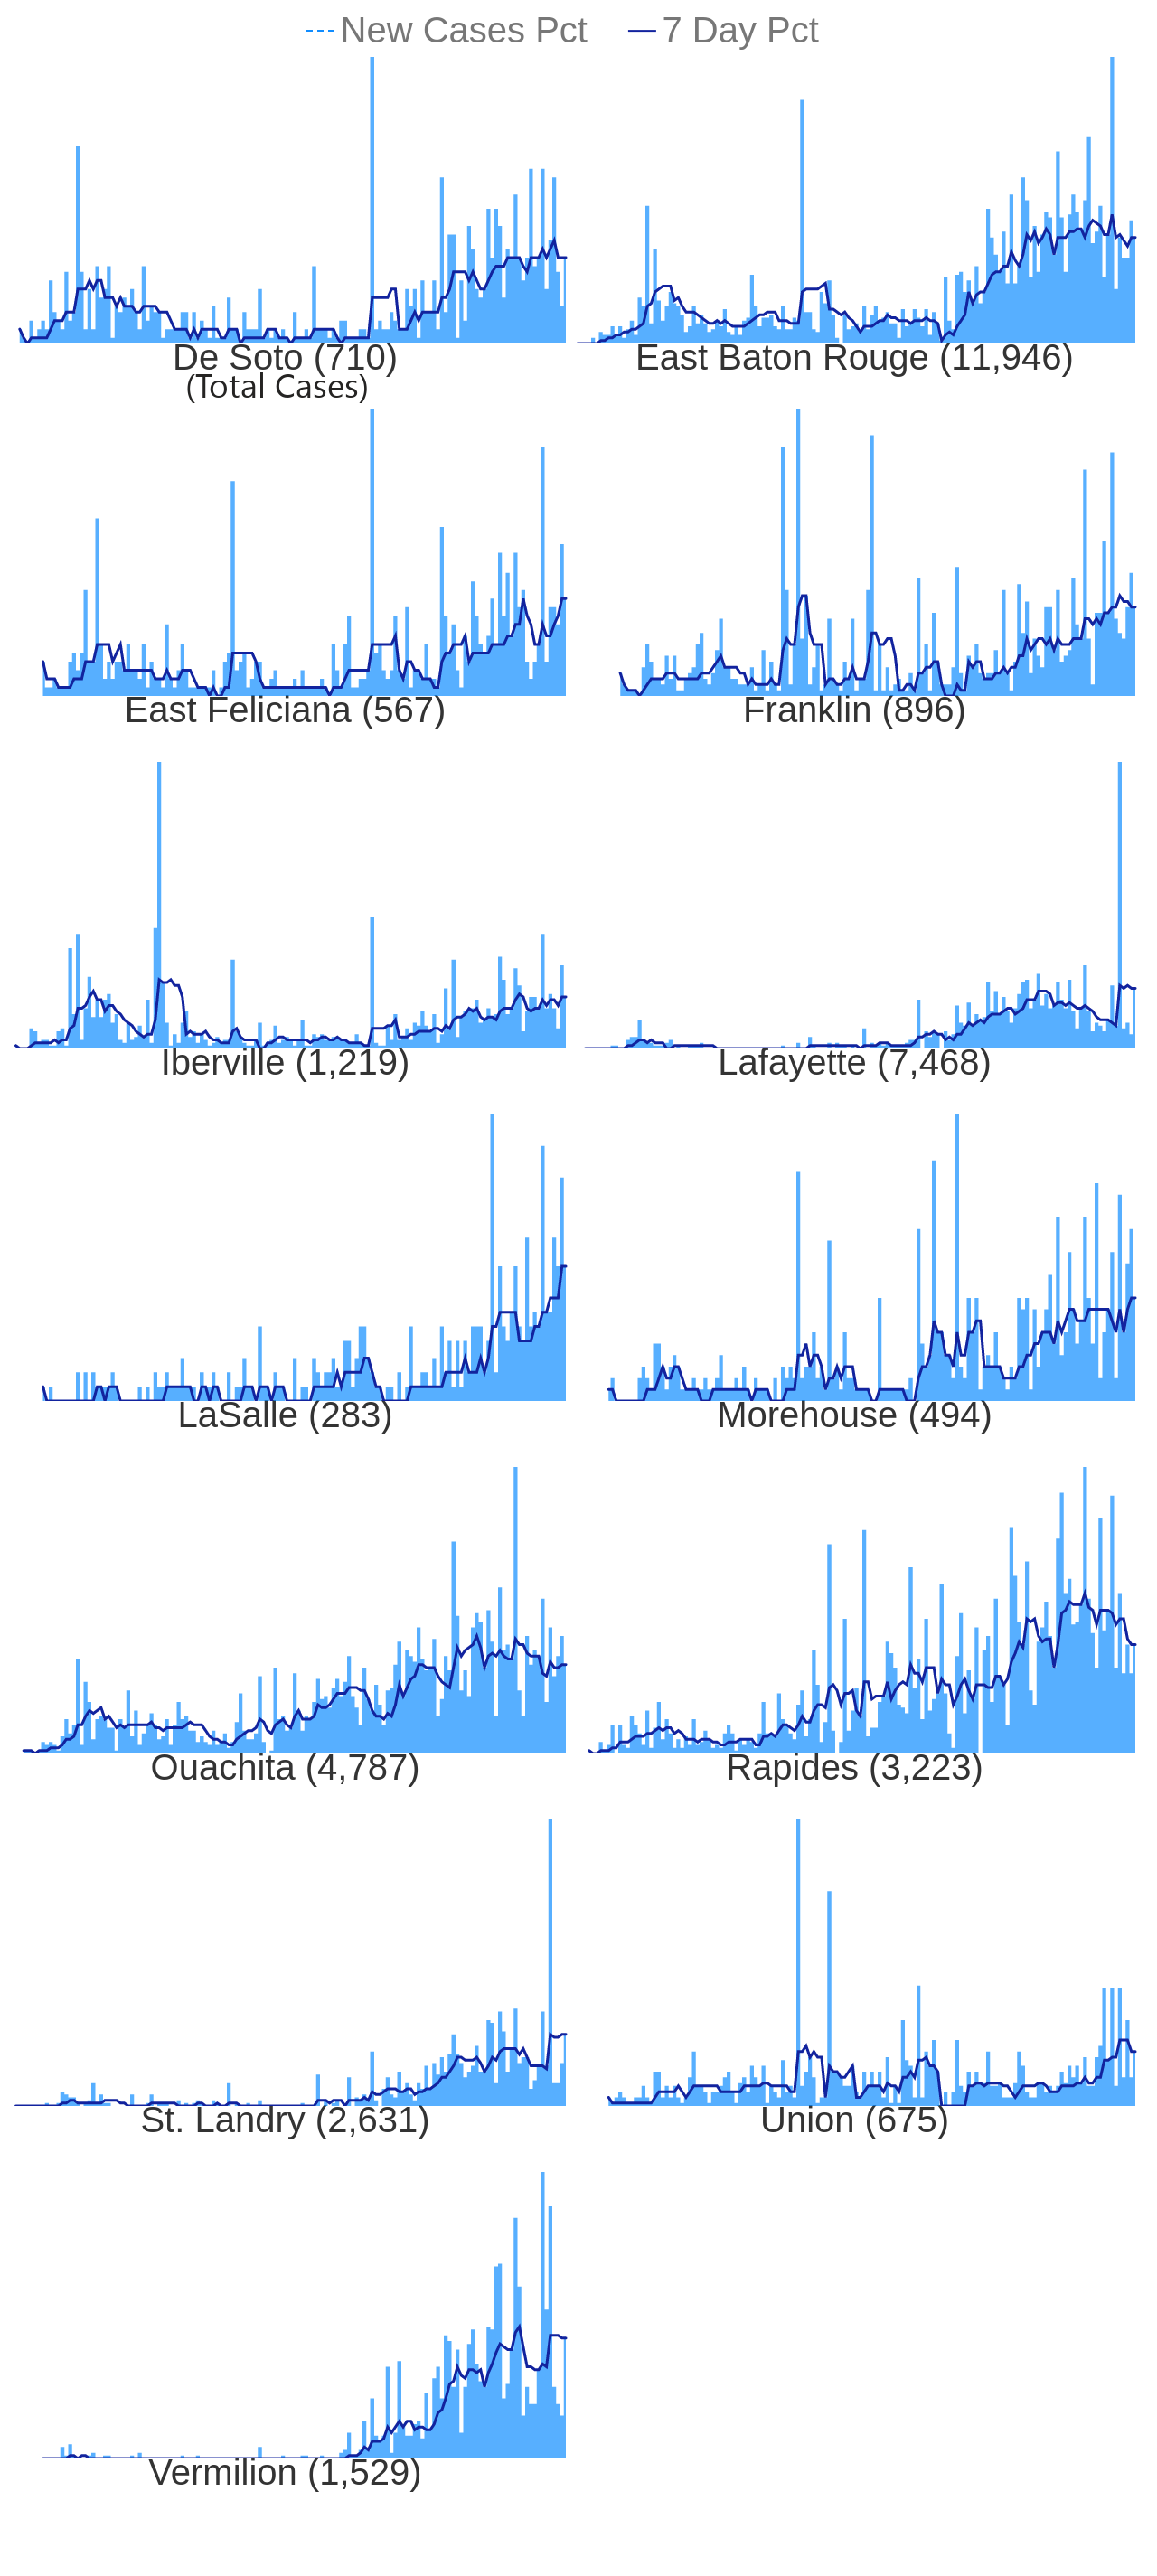 New Cases Pct 7 Day Pct
De Soto (710) East Baton Rouge (11,946)
(Total Cases)
East Feliciana (567) Franklin (896)
Iberville (1,219) Lafayette (7,468)
LaSalle (283) Morehouse (494)
Ouachita (4,787) Rapides (3,223)
St. Landry (2,631) Union (675)
Vermilion (1,529)